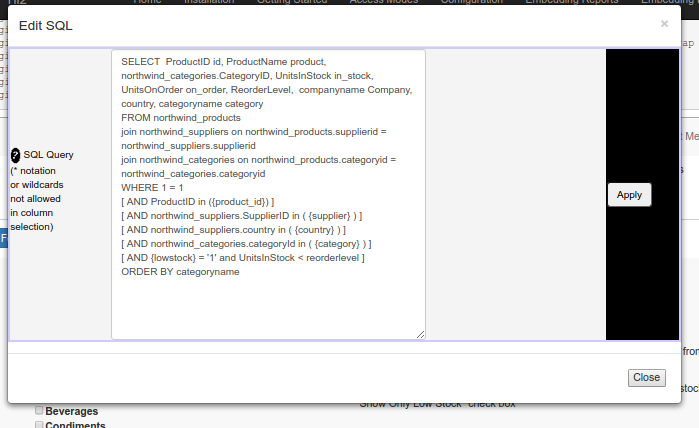 Home Installation Getting Started Access Modes Configuration Embedding Reports Embedding
Edit SQL
×
SELECT ProductID id, ProductName product,
northwind_categories.CategoryID, UnitsInStock in_stock,
UnitsOnOrder on_order, ReorderLevel, companyname Company,
country, categoryname category
FROM northwind_products
join northwind_suppliers on northwind_products.supplierid =
northwind_suppliers.supplierid
join northwind_categories on northwind_products.categoryid =
northwind_categories.categoryid
WHERE 1 = 1
[ AND ProductID in ({product_id}) ]
[ AND northwind_suppliers.SupplierID in ( {supplier} ) ]
[ AND northwind_suppliers.country in ( {country} ) ]
[ AND northwind_categories.categoryId in ( {category} ) ]
[ AND {lowstock} = '1' and UnitsInStock < reorderlevel ]
ORDER BY categoryname
? SQL Query
(* notation
or wildcards
not allowed
in column
selection)
Apply
Close
Show Only Low Stock" check box
Beverages
Condiments